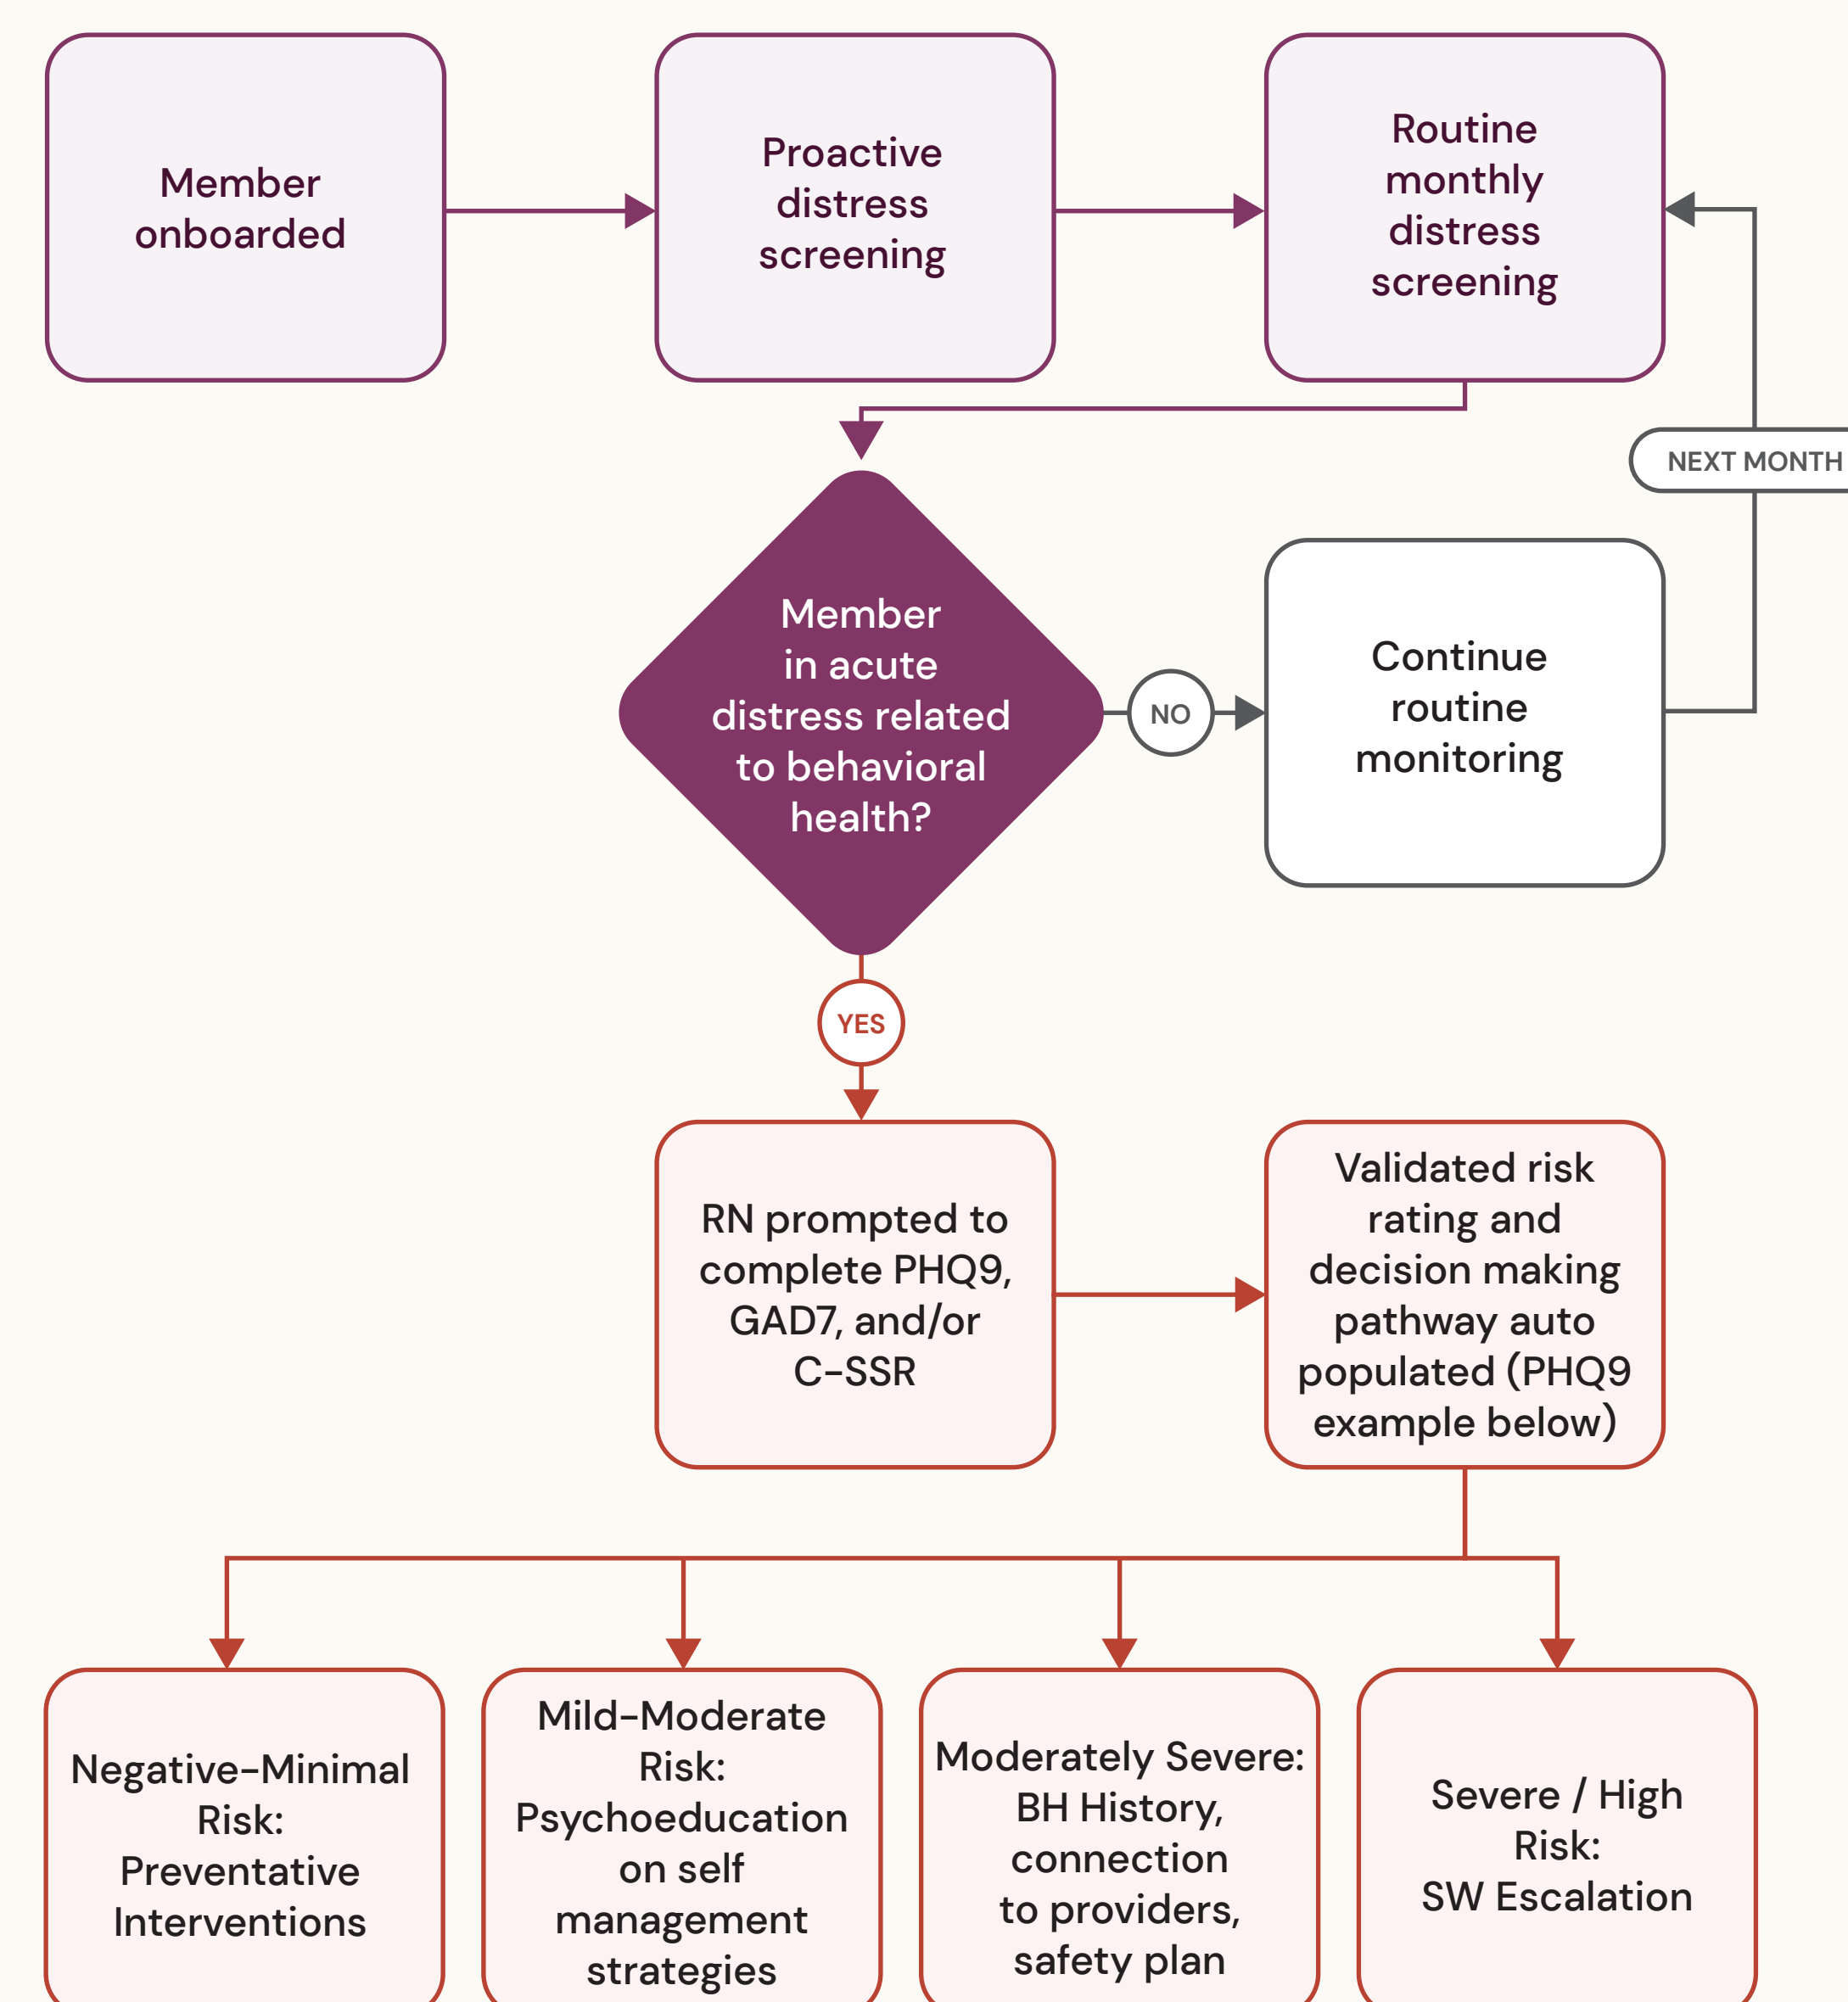 Member
onboarded
Proactive
distress
screening
Routine
monthly
distress
screening
NEXT MONTH
Member
in acute
distress related
to behavioral
health?
NO
Continue
routine
monitoring
YES
RN prompted to
complete PHQ9,
GAD7, and/or
C-SSR
Validated risk
rating and
decision making
pathway auto
populated (PHQ9
example below)
Negative-Minimal
Risk:
Preventative
Interventions
Mild-Moderate
Risk:
Psychoeducation
on self
management
strategies
Moderately Severe:
BH History,
connection
to providers,
safety plan
Severe / High
Risk:
SW Escalation